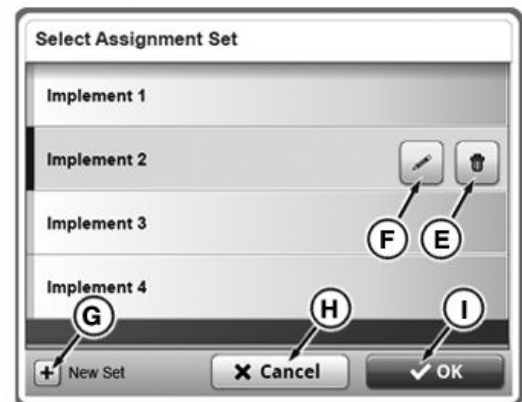 Select Assignment Set
Implement 1
Implement 2
F
E
Implement 3
Implement 4
G
H
I
New Set
Cancel
OK